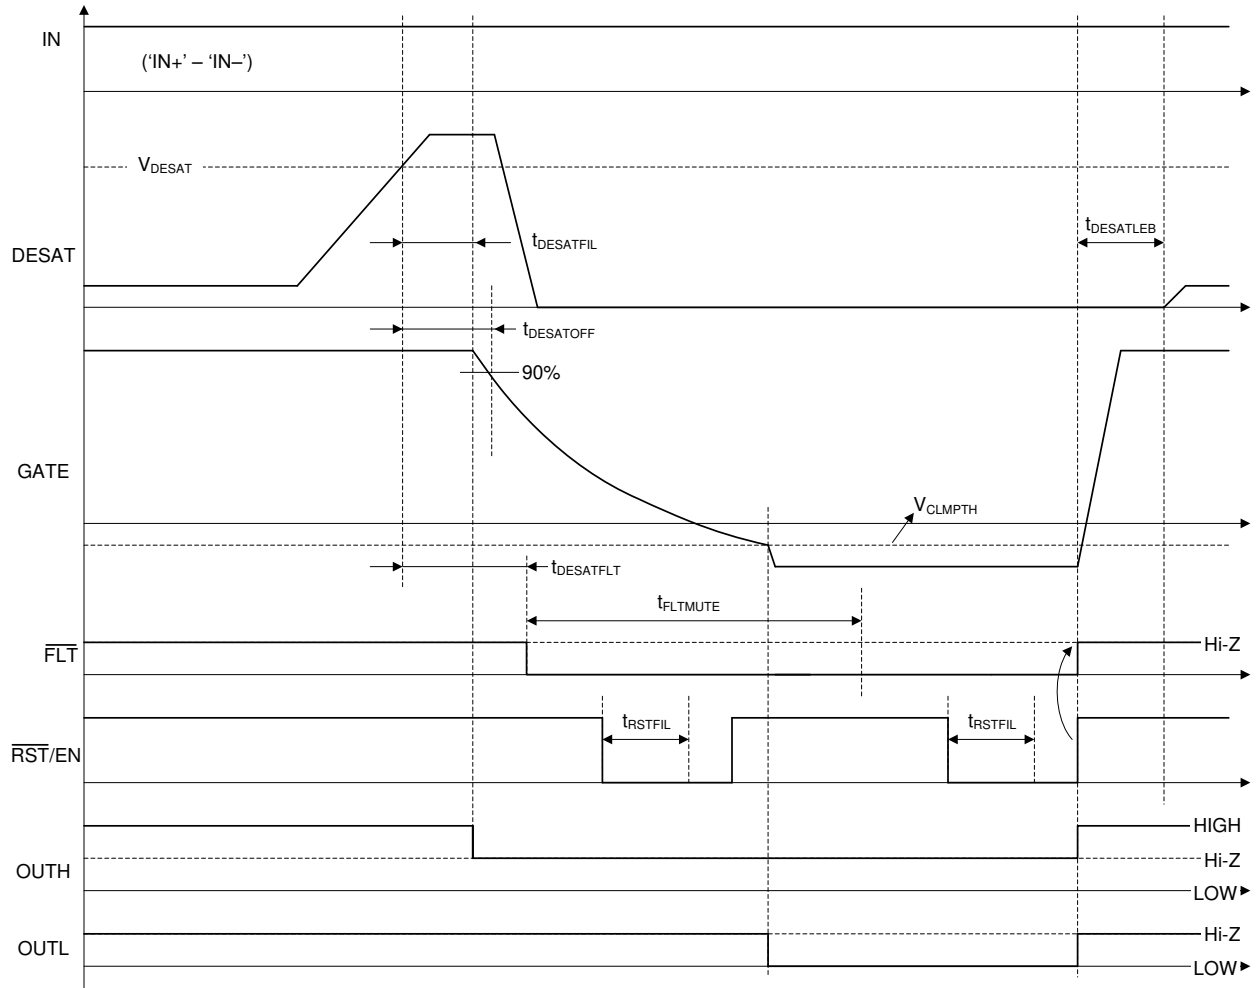 IN
(‘IN+’ – ‘IN–’)
VDESAT
tDESATFIL
tDESATLEB
DESAT
tDESATOFF
90%
GATE
VCLMPTH
tDESATFLT
tFLTMUTE
FLT
Hi-Z
RST/EN
tRSTFIL
tRSTFIL
HIGH
OUTH
Hi-Z
LOW
OUTL
Hi-Z
LOW